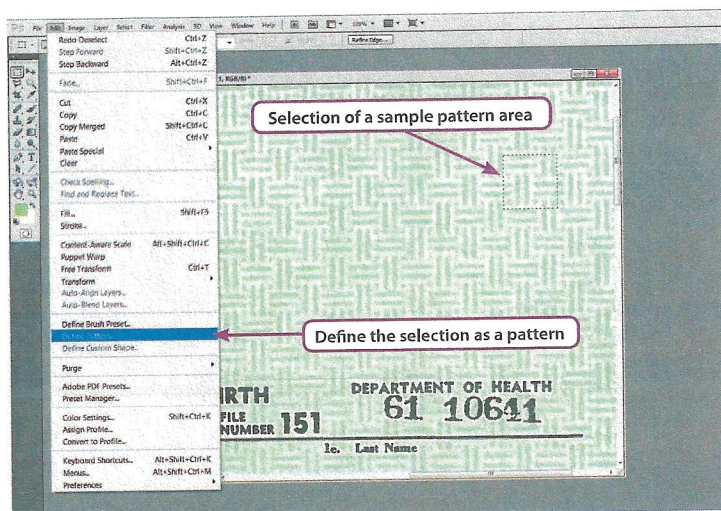 File Edit Image Layer Select Filter Analysis 3D View Window Help
Refine Edge...
Redo Deselect Ctrl+Z
Step Forward Shift+Ctrl+Z
Step Backward Alt+Ctrl+Z
Fade... Shift+Ctrl+F
Cut Ctrl+X
Copy Ctrl+C
Copy Merged Shift+Ctrl+C
Paste Ctrl+V
Paste Special
Clear
Check Spelling...
Find and Replace Text...
Fill... Shift+F5
Stroke...
Content-Aware Scale Alt+Shift+Ctrl+C
Puppet Warp
Free Transform Ctrl+T
Transform
Auto-Align Layers...
Auto-Blend Layers...
Define Brush Preset...
Define Pattern...
Define Custom Shape...
Purge
Adobe PDF Presets...
Preset Manager...
Color Settings... Shift+Ctrl+K
Assign Profile...
Convert to Profile...
Keyboard Shortcuts... Alt+Shift+Ctrl+K
Menus... Alt+Shift+Ctrl+M
Preferences
Selection of a sample pattern area
Define the selection as a pattern
IRTH
FILE
NUMBER 151
DEPARTMENT OF HEALTH
61 10641
1e. Last Name